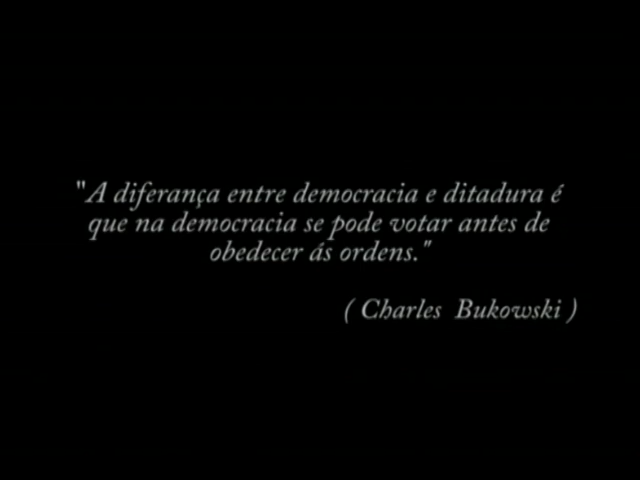 "A diferança entre democracia e ditadura é
que na democracia se pode votar antes de
obedecer ás ordens."
( Charles Bukowski )